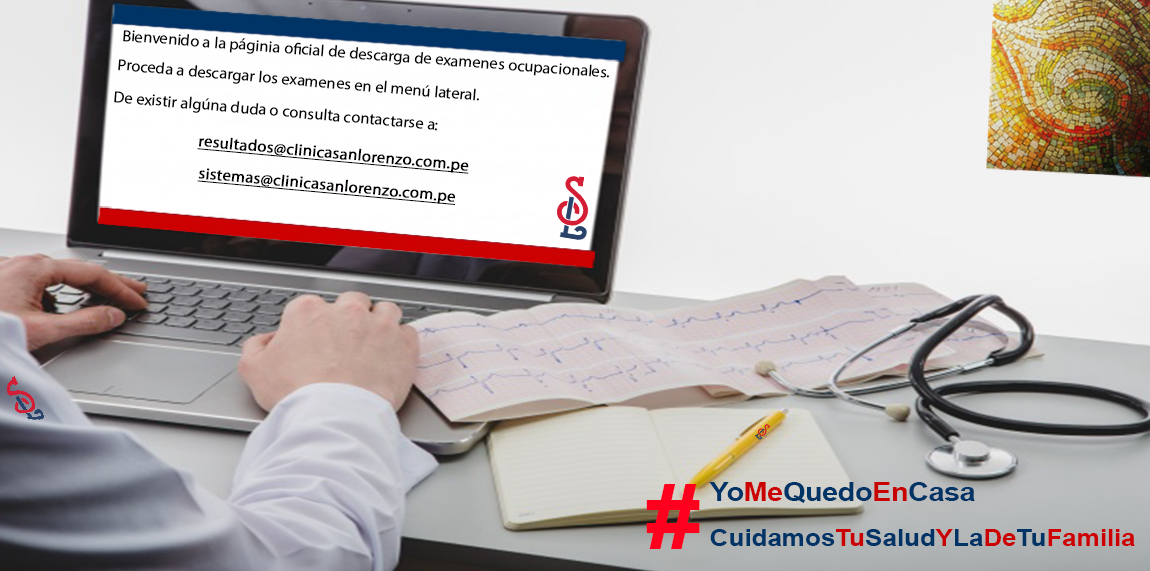 Bienvenido a la páginia oficial de descarga de examenes ocupacionales.
Proceda a descargar los examenes en el menú lateral.
De existir algúna duda o consulta contactarse a:
resultados@clinicasanlorenzo.com.pe
sistemas@clinicasanlorenzo.com.pe
#YoMeQuedoEnCasa
CuidamosTuSaludYLaDeTuFamilia